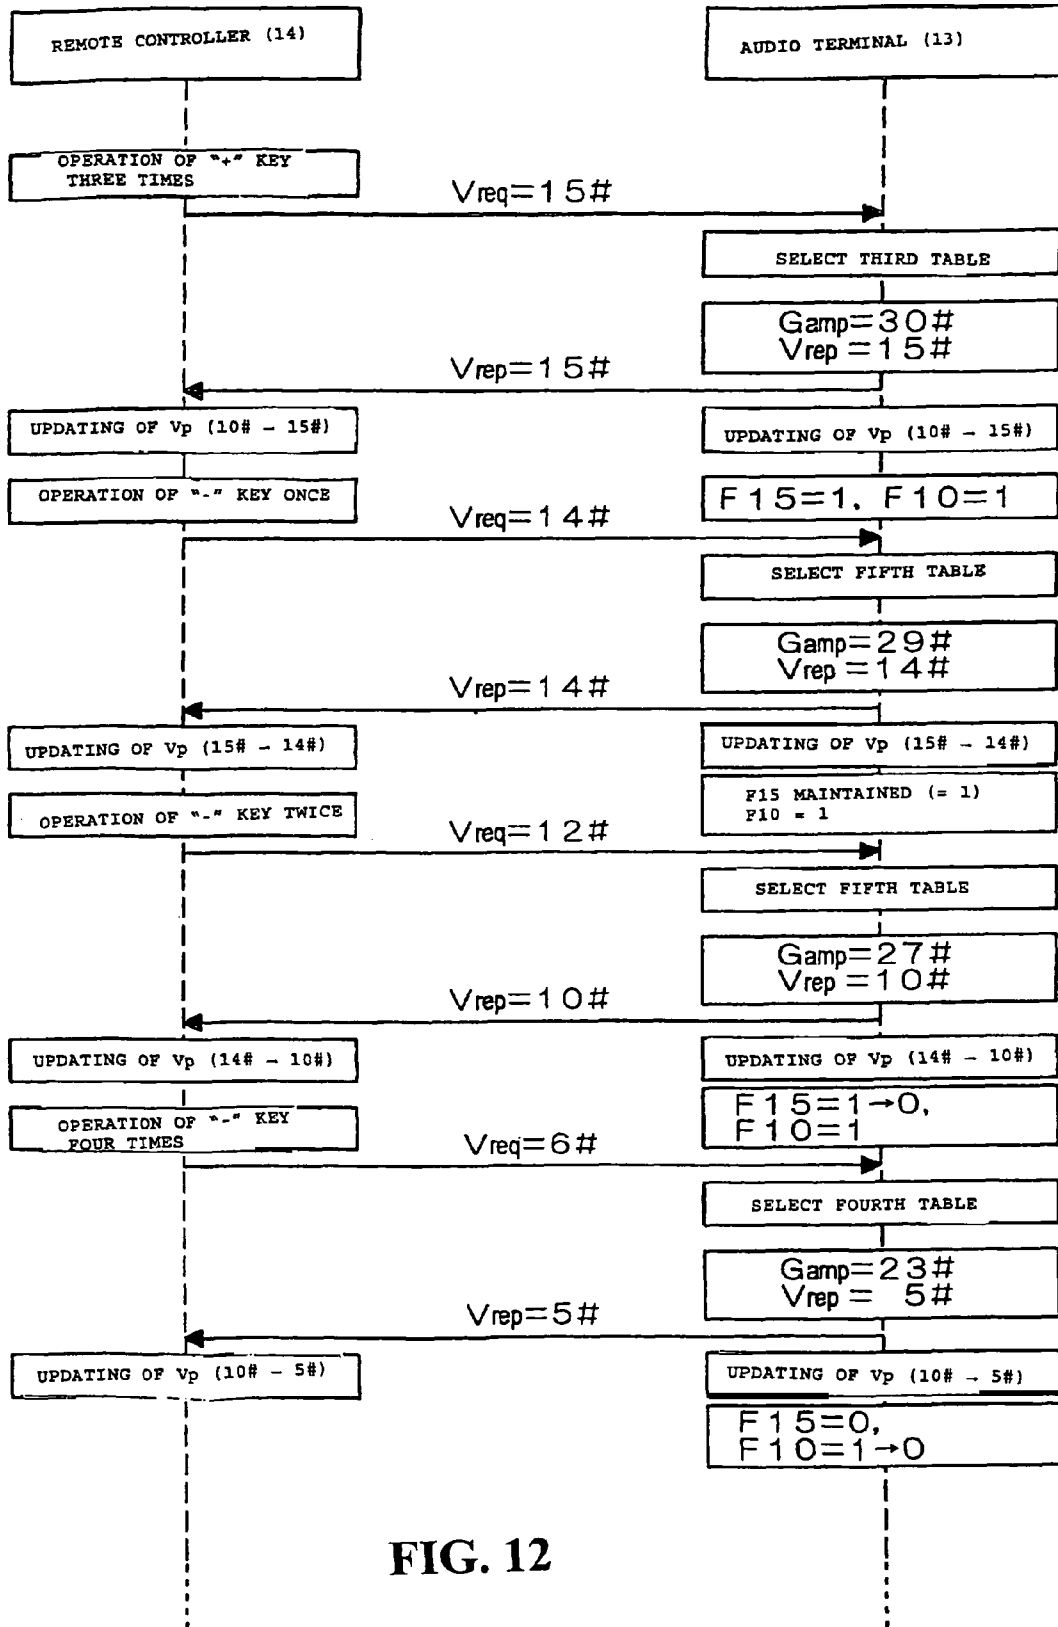 REMOTE CONTROLLER (14)
AUDIO TERMINAL (13)
OPERATION OF "+" KEY
THREE TIMES
Vreq=15#
SELECT THIRD TABLE
Gamp=30#
Vrep=15#
Vrep=15#
UPDATING OF Vp (10# - 15#)
UPDATING OF Vp (10# - 15#)
OPERATION OF "-" KEY ONCE
F15=1, F10=1
Vreq=14#
SELECT FIFTH TABLE
Gamp=29#
Vrep=14#
Vrep=14#
UPDATING OF Vp (15# - 14#)
UPDATING OF Vp (15# - 14#)
OPERATION OF "-" KEY TWICE
F15 MAINTAINED (= 1)
F10 = 1
Vreq=12#
SELECT FIFTH TABLE
Gamp=27#
Vrep=10#
Vrep=10#
UPDATING OF Vp (14# - 10#)
UPDATING OF Vp (14# - 10#)
OPERATION OF "-" KEY
FOUR TIMES
F15=1→0,
F10=1
Vreq=6#
SELECT FOURTH TABLE
Gamp=23#
Vrep= 5#
Vrep=5#
UPDATING OF Vp (10# - 5#)
UPDATING OF Vp (10# - 5#)
F15=0,
F10=1→0
FIG. 12